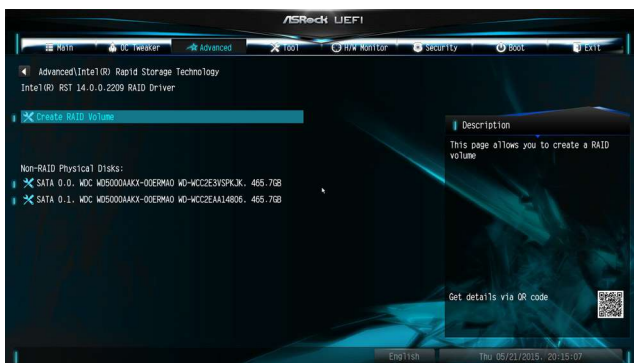 ASRock UEFI
Main OC Tweaker Advanced Tool H/W Monitor Security Boot Exit
Advanced\Intel(R) Rapid Storage Technology
Intel(R) RST 14.0.0.2209 RAID Driver
Create RAID Volume
Non-RAID Physical Disks:
SATA 0.0. WDC WD5000AAKX-00ERMA0 WD-WCC2E3VSPKJK. 465.7GB
SATA 0.1. WDC WD5000AAKX-00ERMA0 WD-WCC2EAA14806. 465.7GB
Description
This page allows you to create a RAID
volume
Get details via QR code
English
Thu 05/21/2015. 20:15:07